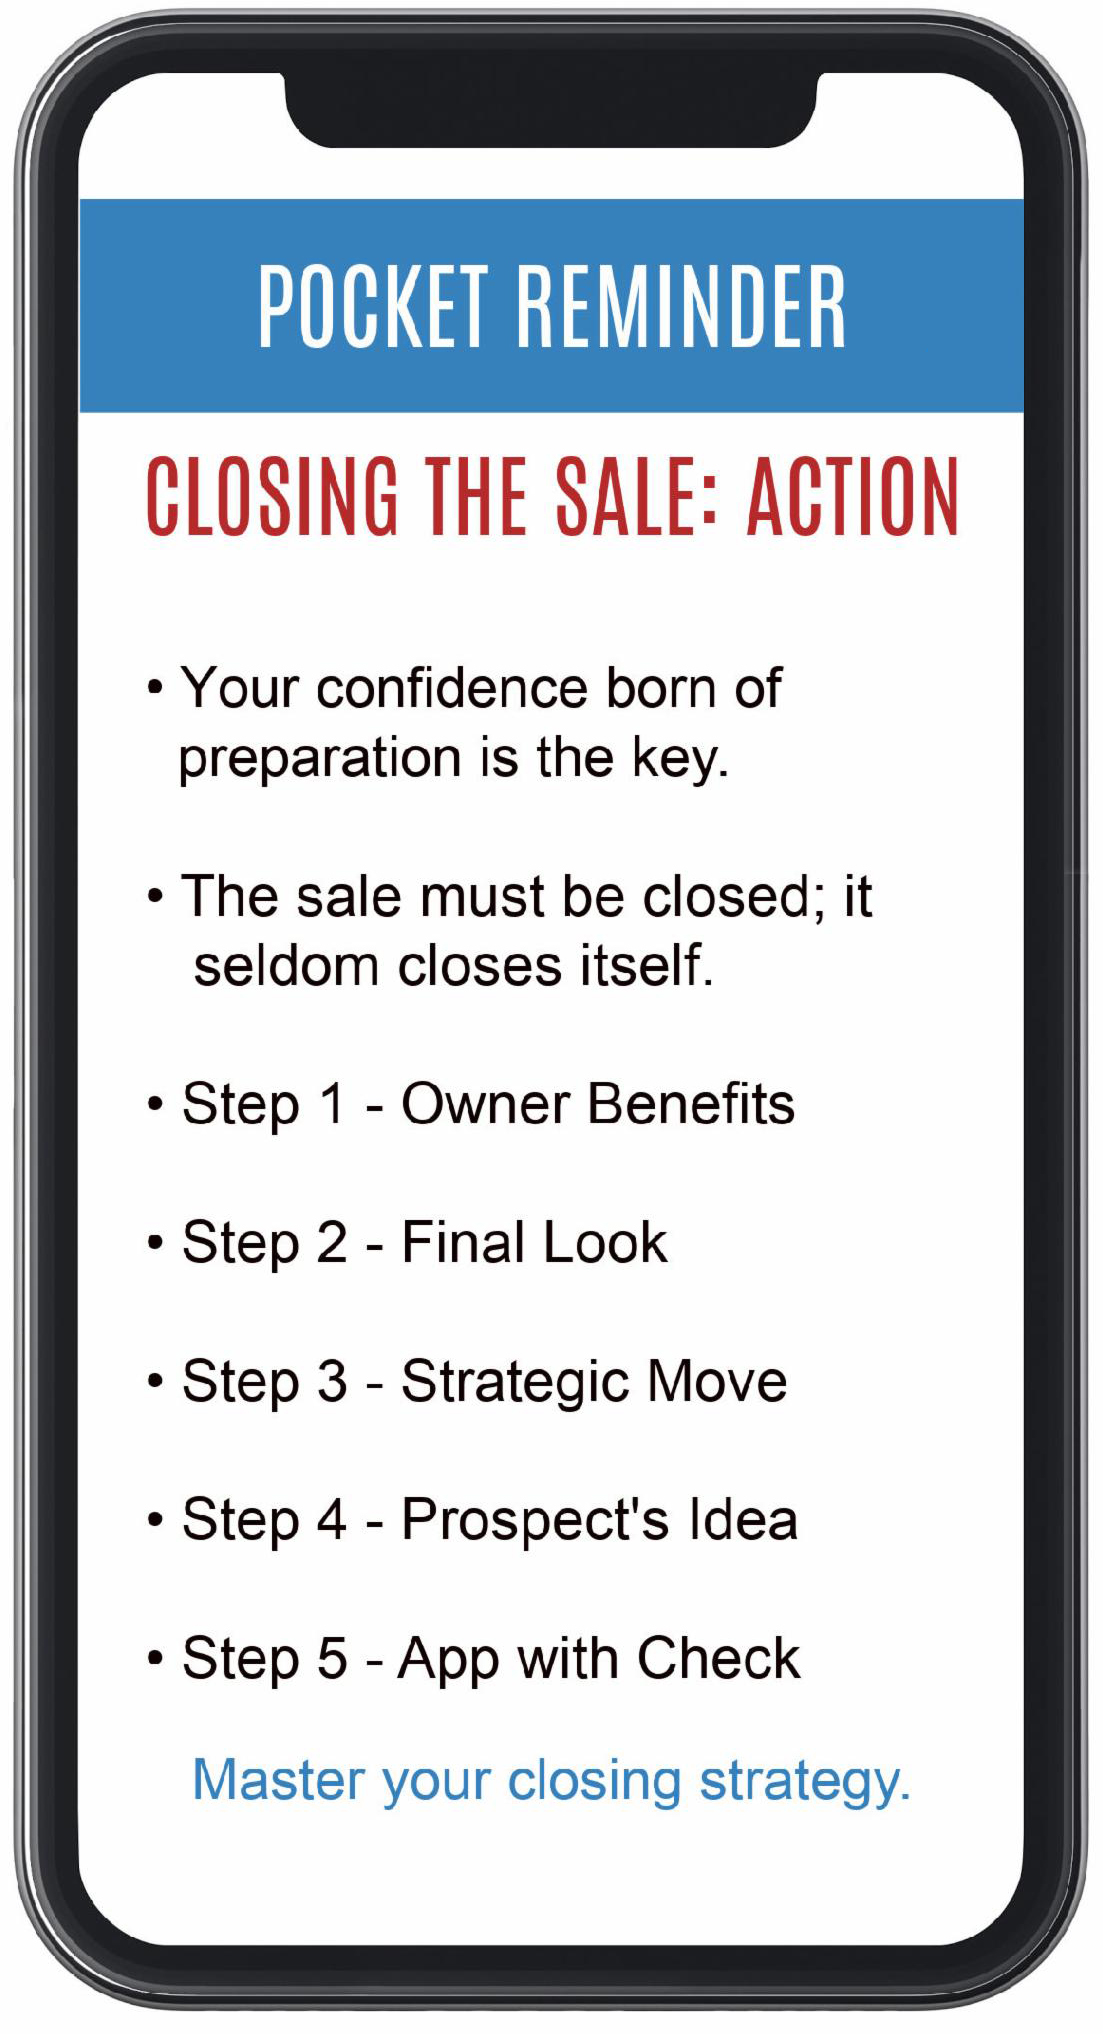 POCKET REMINDER
CLOSING THE SALE: ACTION
• Your confidence born of
preparation is the key.
• The sale must be closed; it
seldom closes itself.
• Step 1 - Owner Benefits
• Step 2 - Final Look
• Step 3 - Strategic Move
• Step 4 - Prospect's Idea
• Step 5 - App with Check
Master your closing strategy.